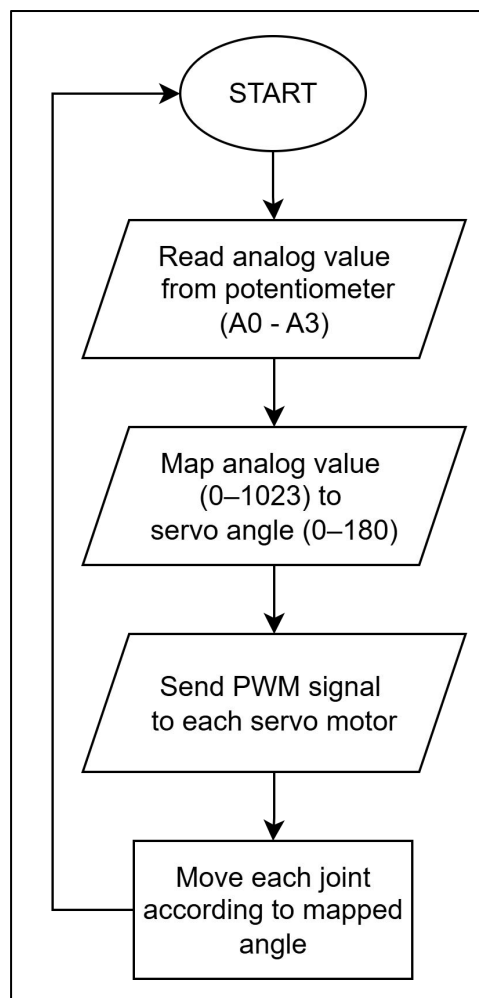 START
Read analog value
from potentiometer
(A0 - A3)
Map analog value
(0–1023) to
servo angle (0–180)
Send PWM signal
to each servo motor
Move each joint
according to mapped
angle